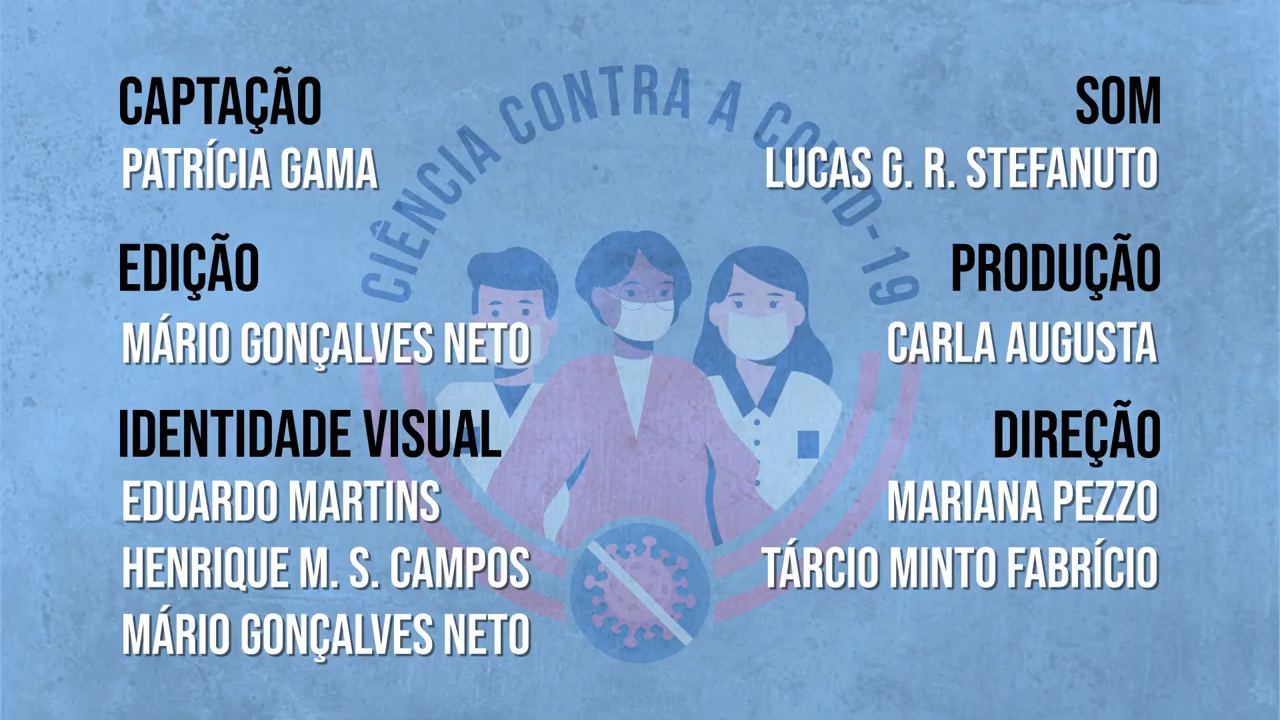 CIÊNCIA CONTRA A COVID-19
CAPTAÇÃO
PATRÍCIA GAMA
EDIÇÃO
MÁRIO GONÇALVES NETO
IDENTIDADE VISUAL
EDUARDO MARTINS
HENRIQUE M. S. CAMPOS
MÁRIO GONÇALVES NETO
SOM
LUCAS G. R. STEFANUTO
PRODUÇÃO
CARLA AUGUSTA
DIREÇÃO
MARIANA PEZZO
TÁRCIO MINTO FABRÍCIO